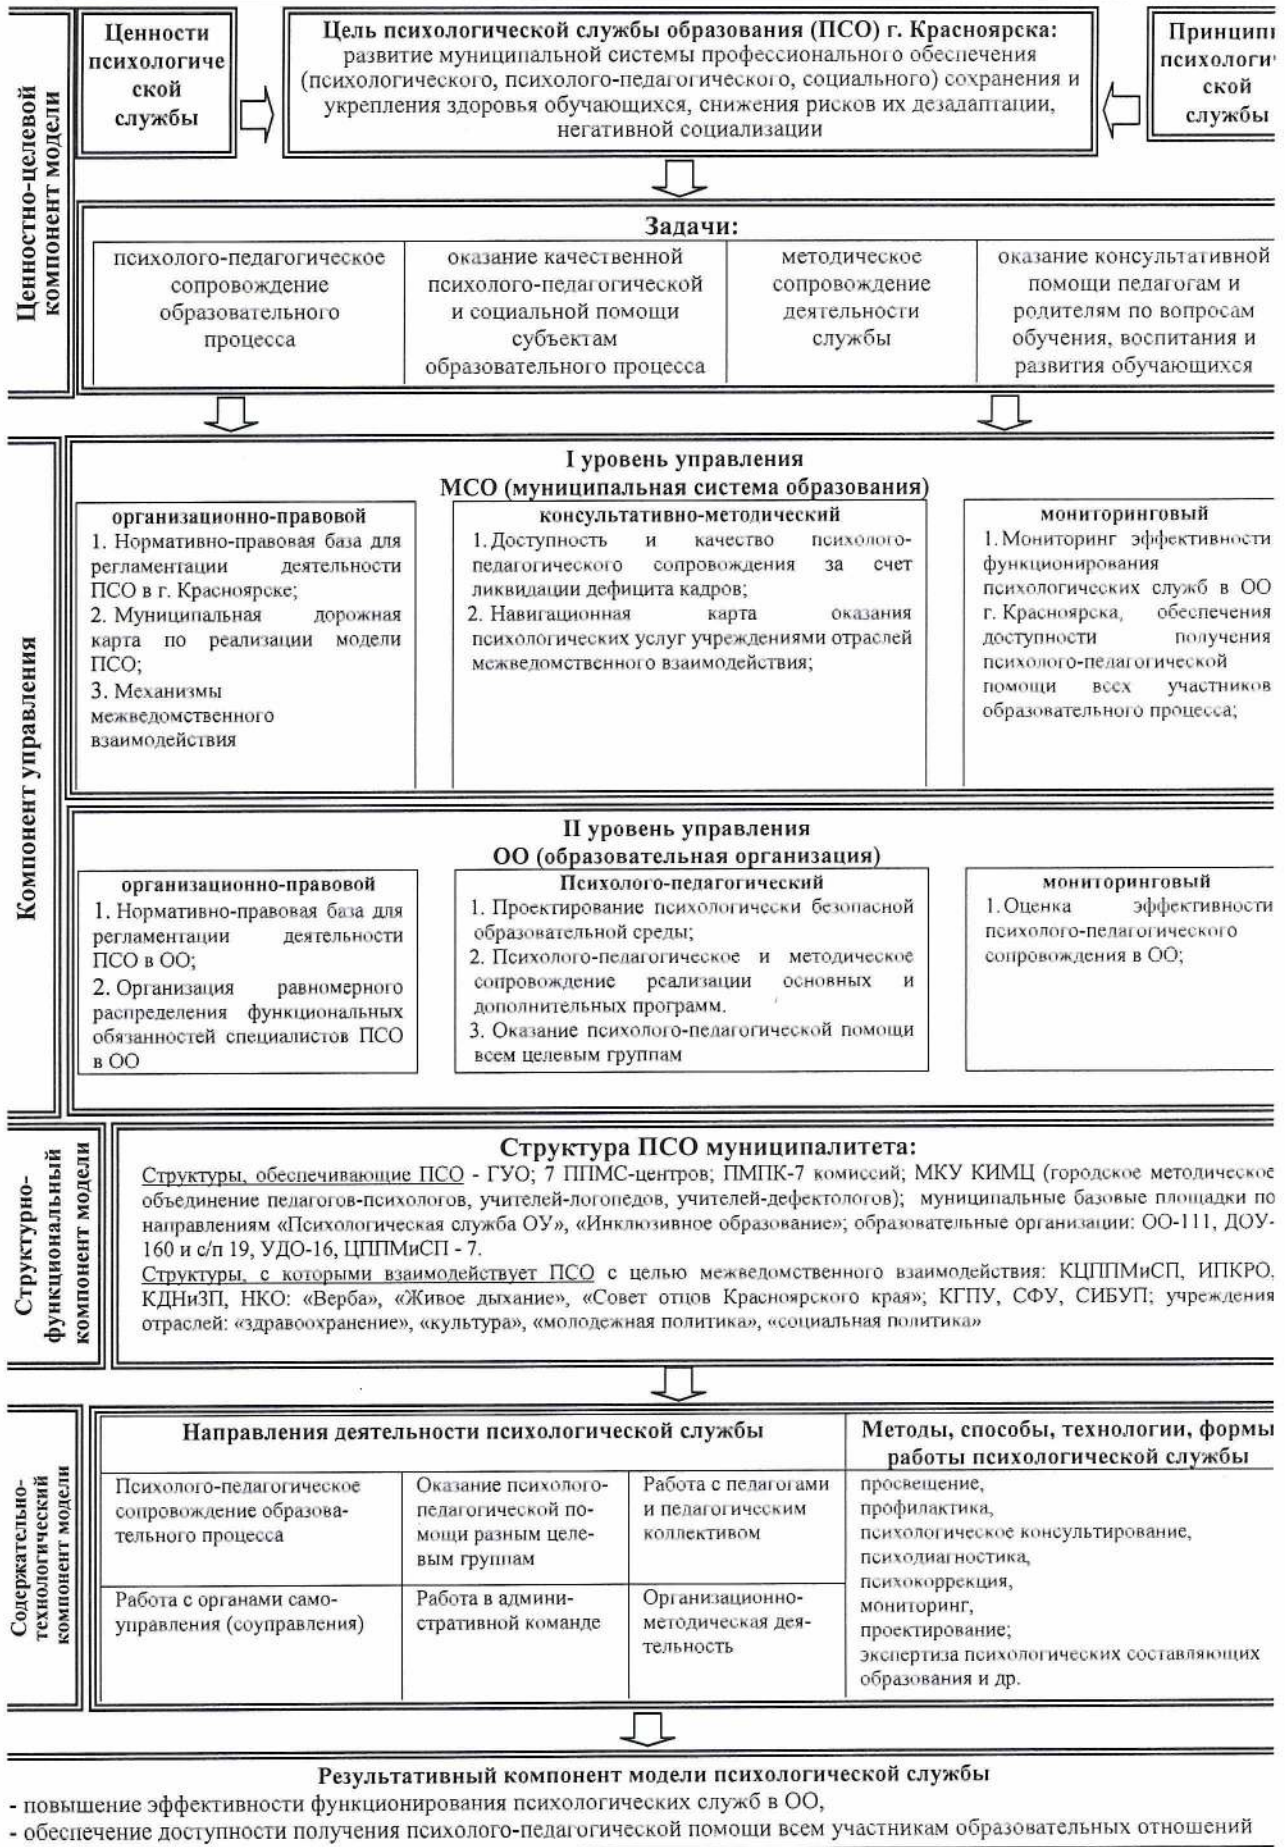 Ценностно-целевой
компонент модели
Ценности
психологиче
ской
службы
Цель психологической службы образования (ПСО) г. Красноярска:
развитие муниципальной системы профессионального обеспечения
(психологического, психолого-педагогического, социального) сохранения и
укрепления здоровья обучающихся, снижения рисков их дезадаптации,
негативной социализации
Принципы
психологи
ской
службы
Задачи:
психолого-педагогическое
сопровождение
образовательного
процесса
оказание качественной
психолого-педагогической
и социальной помощи
субъектам
образовательного процесса
методическое
сопровождение
деятельности
службы
оказание консультативной
помощи педагогам и
родителям по вопросам
обучения, воспитания и
развития обучающихся
Компонент управления
I уровень управления
МСО (муниципальная система образования)
организационно-правовой
1. Нормативно-правовая база для
регламентации деятельности
ПСО в г. Красноярске;
2. Муниципальная дорожная
карта по реализации модели
ПСО;
3. Механизмы
межведомственного
взаимодействия
консультативно-методический
1. Доступность и качество психолого-
педагогического сопровождения за счет
ликвидации дефицита кадров;
2. Навигационная карта оказания
психологических услуг учреждениями отраслей
межведомственного взаимодействия;
мониторинговый
1. Мониторинг эффективности
функционирования
психологических служб в ОО
г. Красноярска, обеспечения
доступности получения
психолого-педагогической
помощи всех участников
образовательного процесса;
II уровень управления
ОО (образовательная организация)
организационно-правовой
1. Нормативно-правовая база для
регламентации деятельности
ПСО в ОО;
2. Организация равномерного
распределения функциональных
обязанностей специалистов ПСО
в ОО
Психолого-педагогический
1. Проектирование психологически безопасной
образовательной среды;
2. Психолого-педагогическое и методическое
сопровождение реализации основных и
дополнительных программ.
3. Оказание психолого-педагогической помощи
всем целевым группам
мониторинговый
1. Оценка эффективности
психолого-педагогического
сопровождения в ОО;
Структурно-
функциональный
компонент модели
Структура ПСО муниципалитета:
Структуры, обеспечивающие ПСО - ГУО; 7 ППМС-центров; ПМПК-7 комиссий; МКУ КИМЦ (городское методическое
объединение педагогов-психологов, учителей-логопедов, учителей-дефектологов); муниципальные базовые площадки по
направлениям «Психологическая служба ОУ», «Инклюзивное образование»; образовательные организации: ОО-111, ДОУ-
160 и с/п 19, УДО-16, ЦППМиСП - 7.
Структуры, с которыми взаимодействует ПСО с целью межведомственного взаимодействия: КЦППМиСП, ИПКРО,
КДНиЗП, НКО: «Верба», «Живое дыхание», «Совет отцов Красноярского края»; КГПУ, СФУ, СИБУП; учреждения
отраслей: «здравоохранение», «культура», «молодежная политика», «социальная политика»
Содержательно-
технологический
компонент модели
Направления деятельности психологической службы
Методы, способы, технологии, формы
работы психологической службы
Психолого-педагогическое
сопровождение образова-
тельного процесса
Оказание психолого-
педагогической по-
мощи разным целе-
вым группам
Работа с педагогами
и педагогическим
коллективом
Работа с органами само-
управления (соуправления)
Работа в админи-
стративной команде
Организационно-
методическая дея-
тельность
просвещение,
профилактика,
психологическое консультирование,
психодиагностика,
психокоррекция,
мониторинг,
проектирование;
экспертиза психологических составляющих
образования и др.
Результативный компонент модели психологической службы
- повышение эффективности функционирования психологических служб в ОО,
- обеспечение доступности получения психолого-педагогической помощи всем участникам образовательных отношений